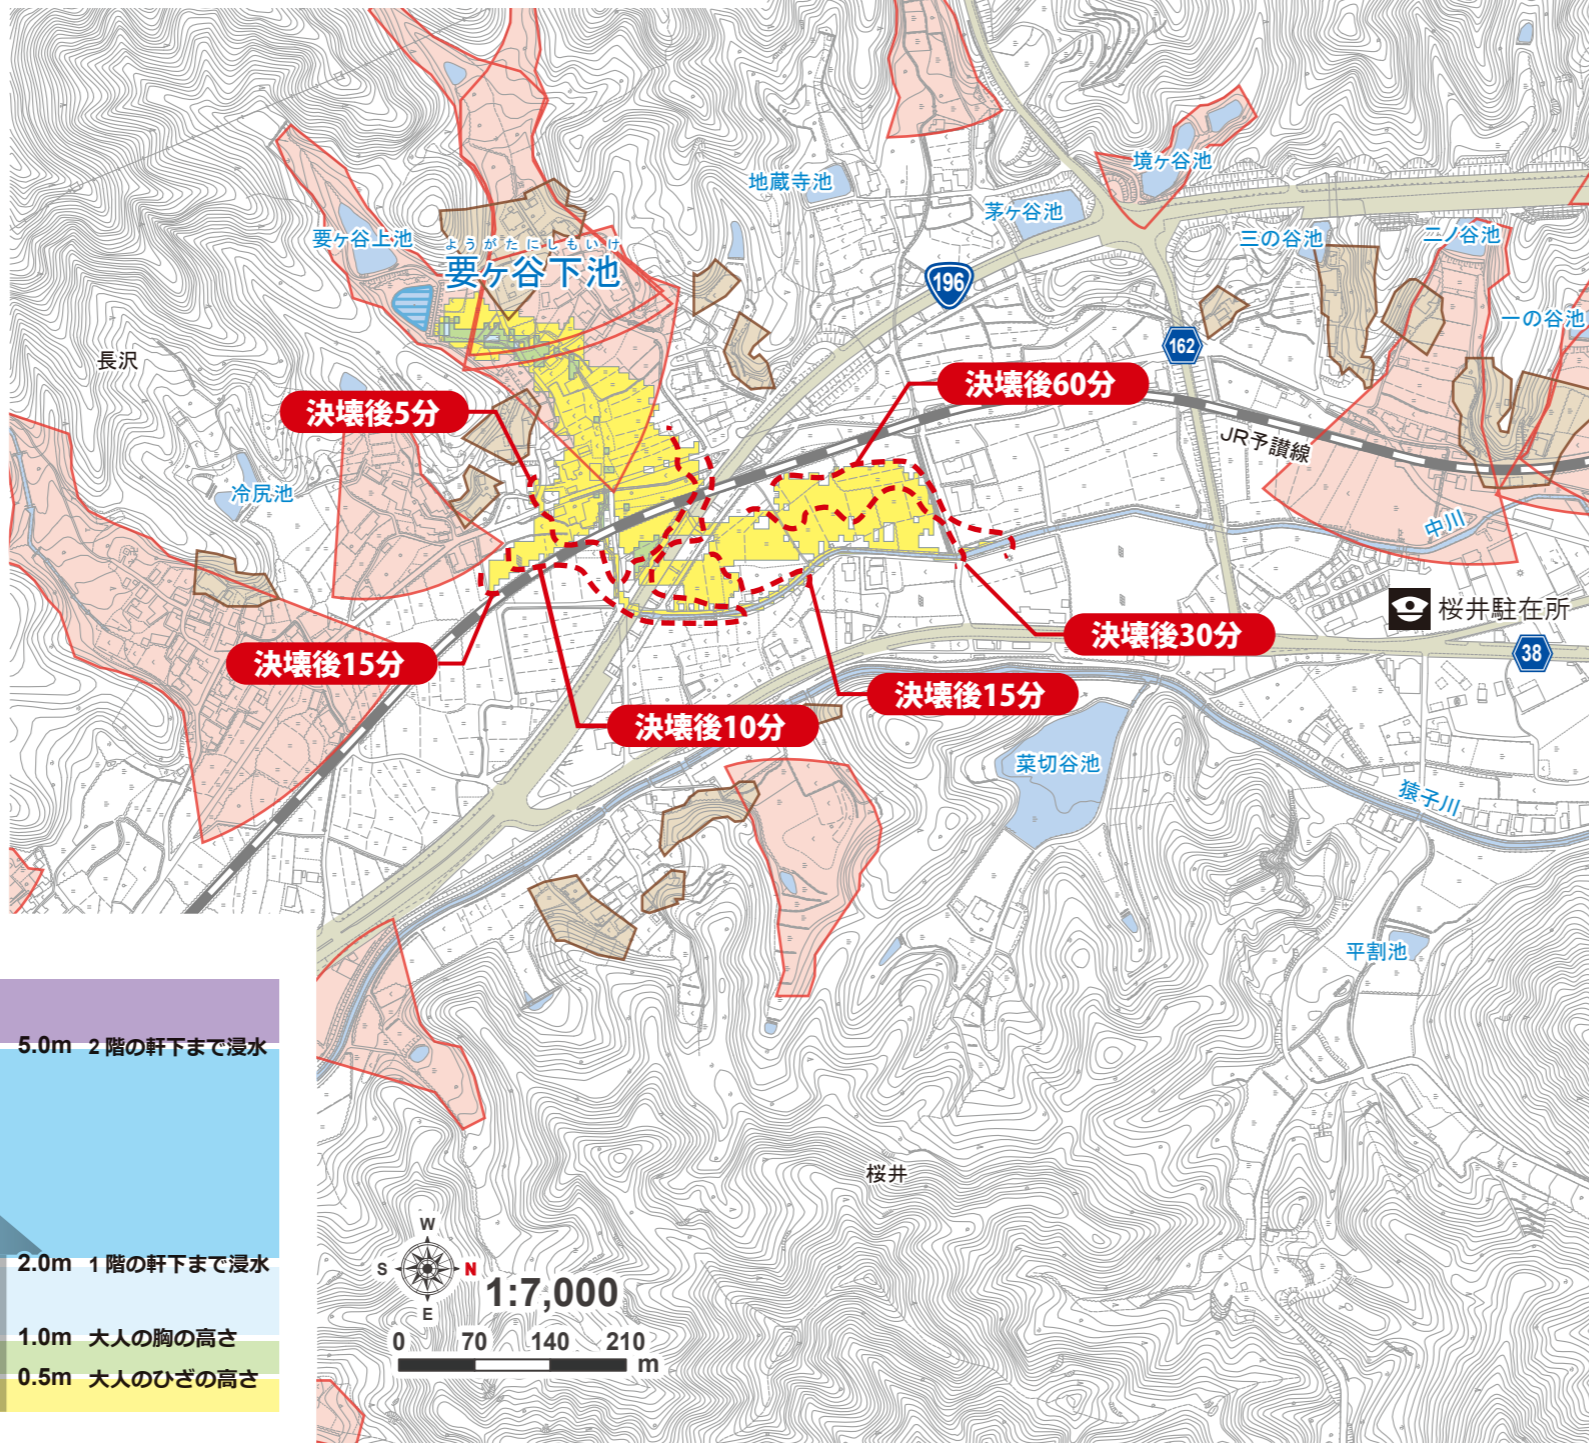 境ヶ谷池
地蔵寺池
茅ヶ谷池
要ヶ谷上池
ようがたにしもいけ
要ヶ谷下池
三の谷池
二ノ谷池
196
一の谷池
162
長沢
決壊後60分
決壊後5分
JR予讃線
冷尻池
中川
桜井駐在所
決壊後30分
38
決壊後15分
決壊後15分
決壊後10分
菜切谷池
猿子川
平割池
5.0m 2階の軒下まで浸水
桜井
2.0m 1階の軒下まで浸水
1.0m 大人の胸の高さ
0.5m 大人のひざの高さ
W
S N
E
1:7,000
0 70 140 210
m